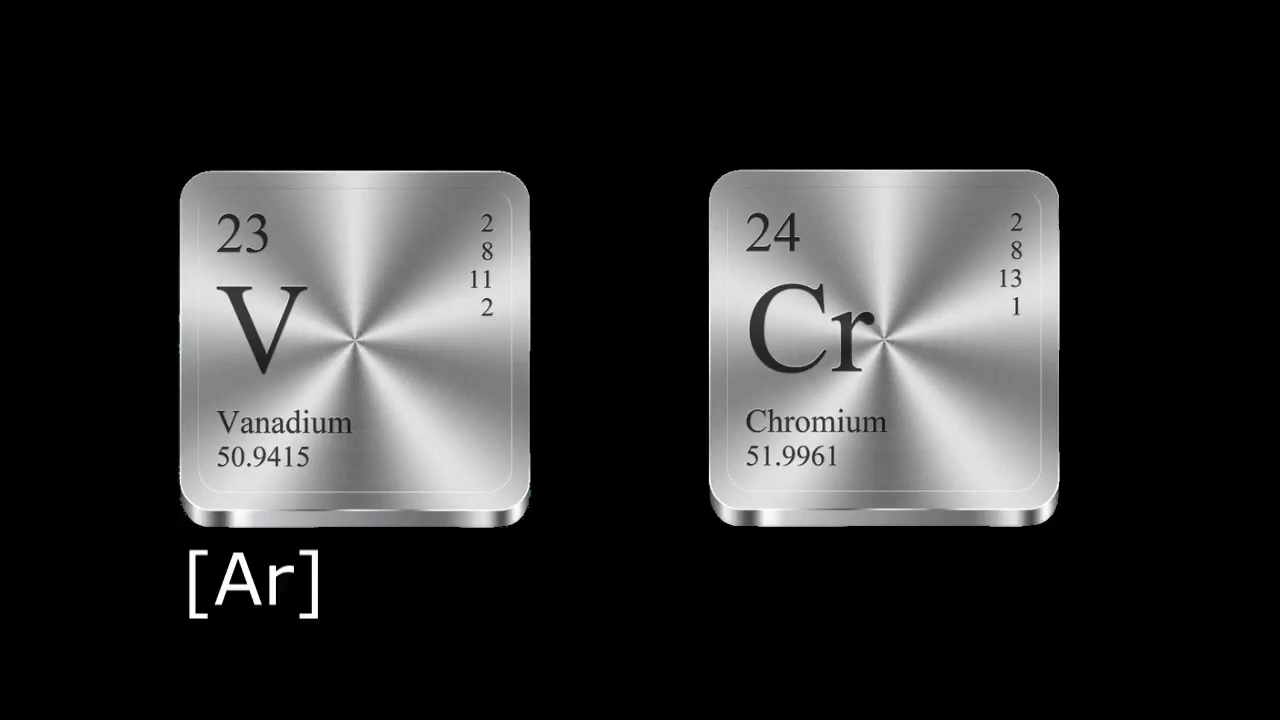 23
2
8
11
2
V
Vanadium
50.9415
[Ar]
24
2
8
13
1
Cr
Chromium
51.9961